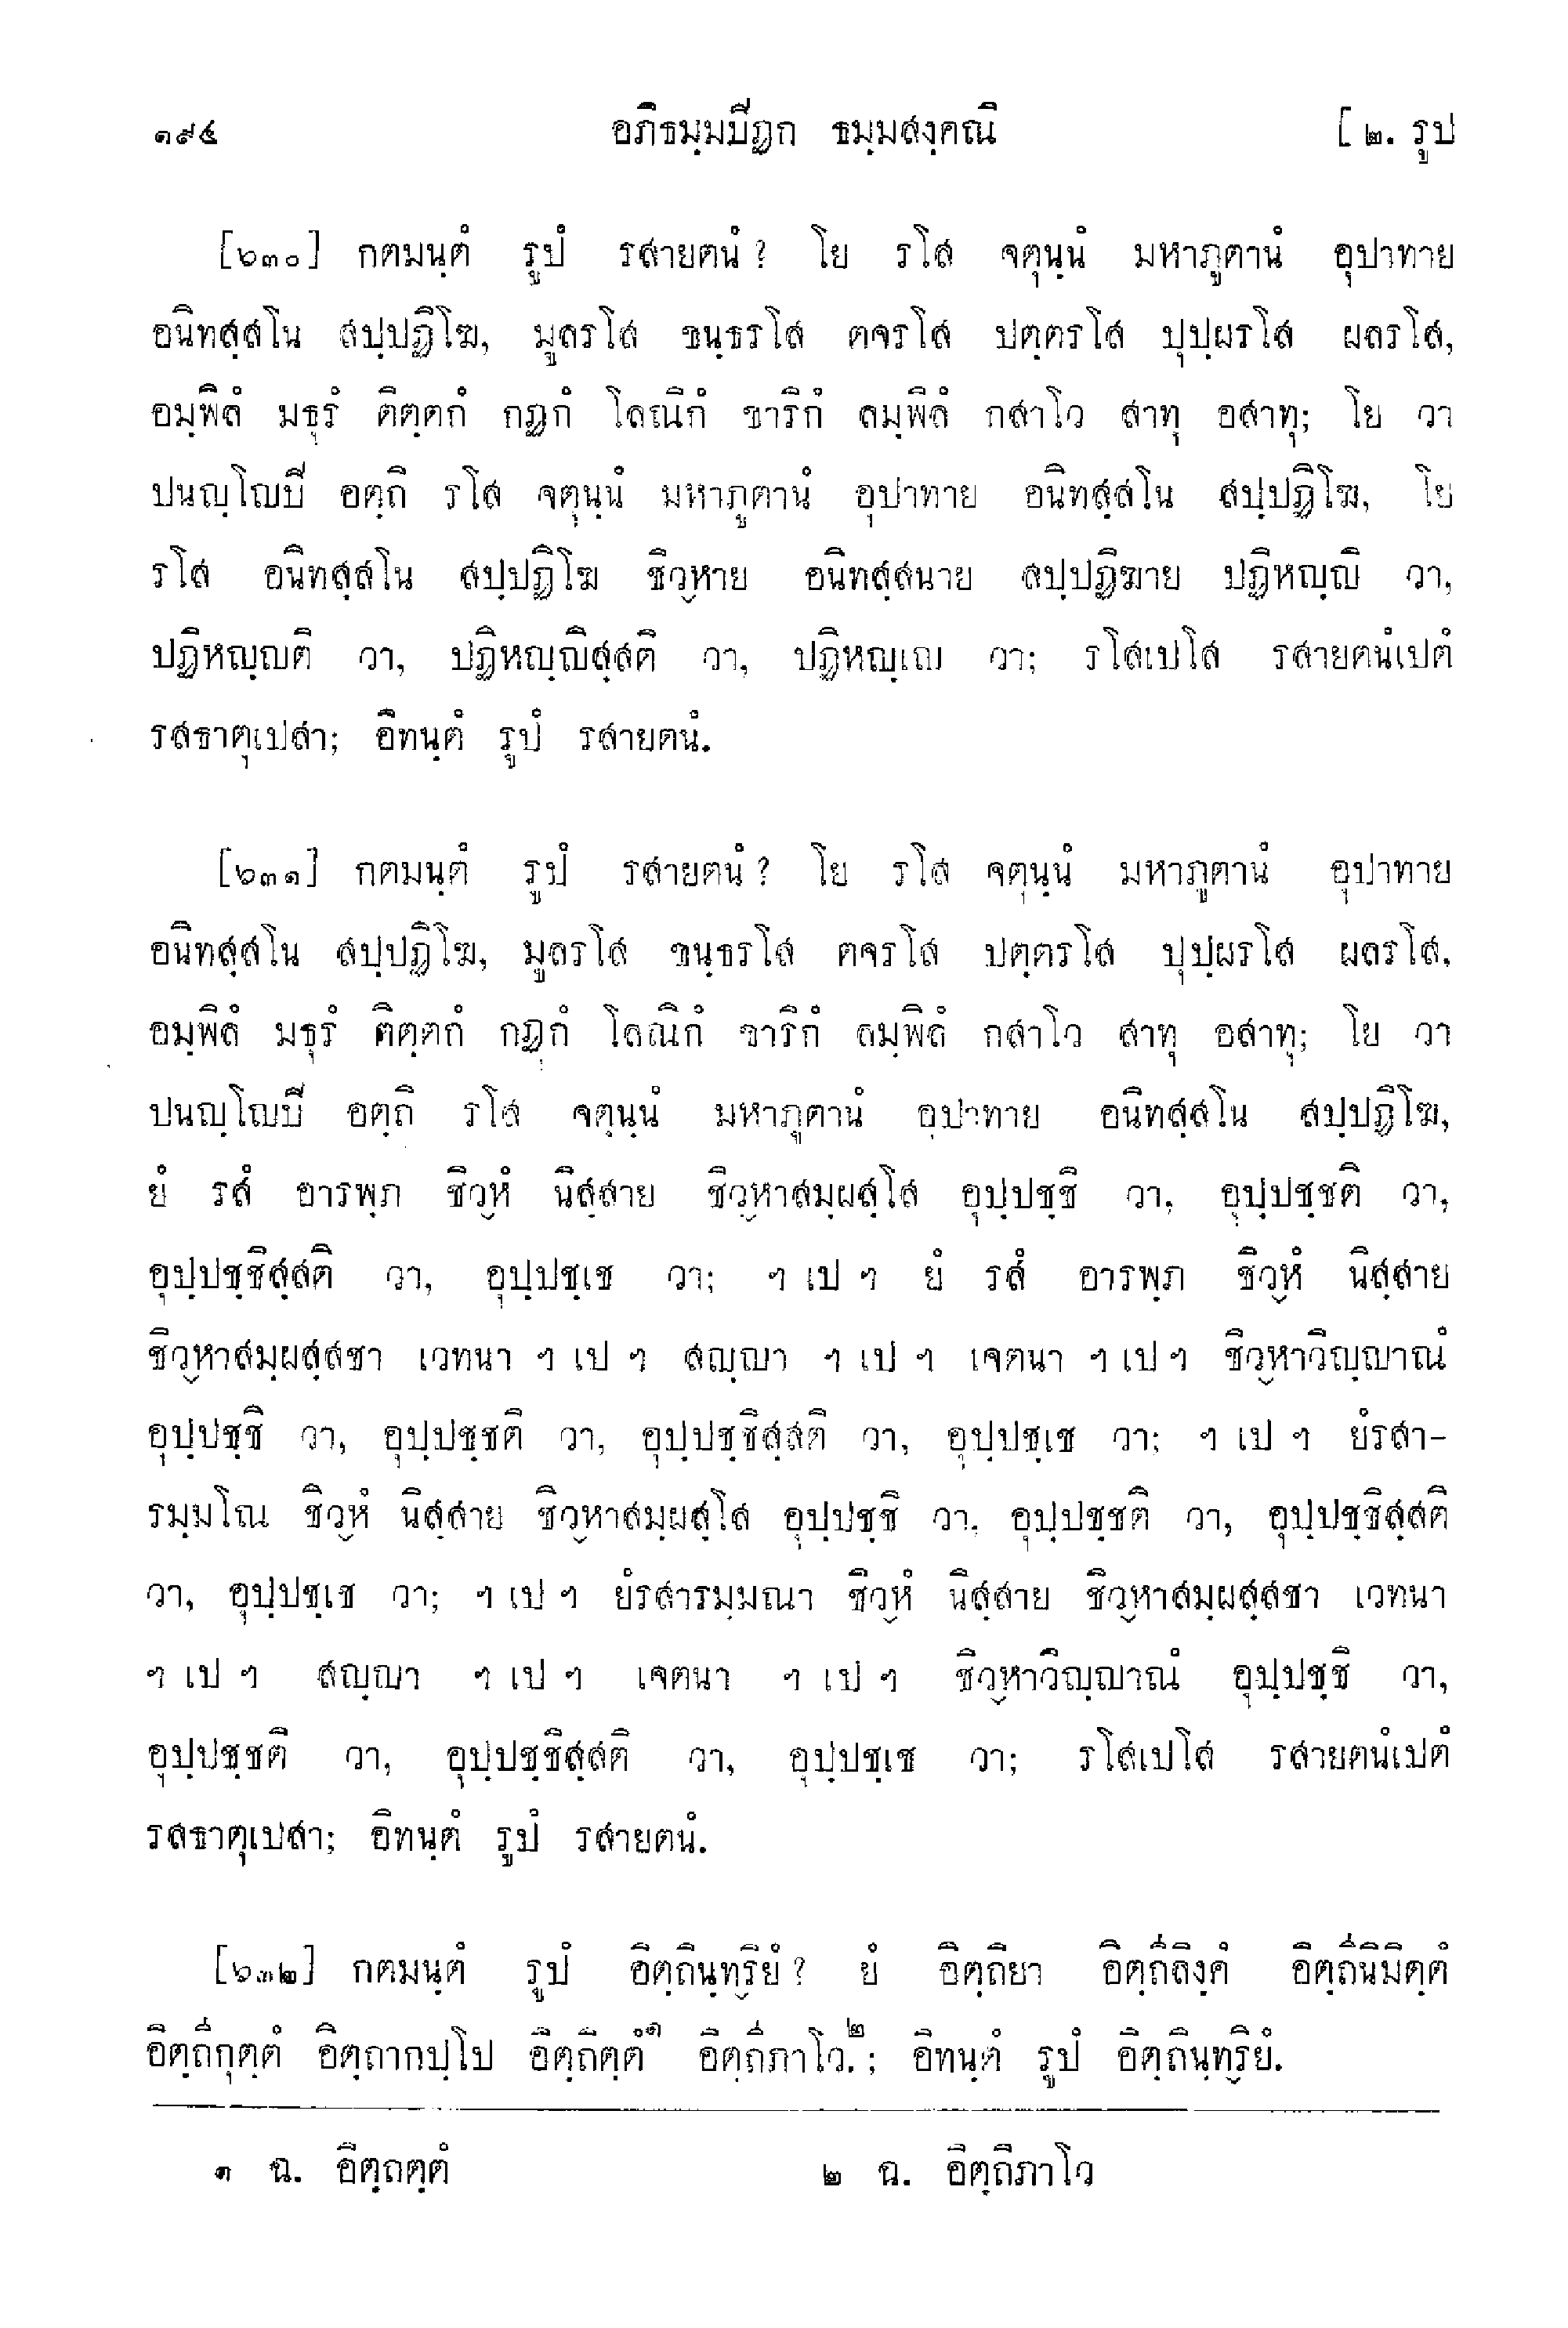 ๑๙๔ อภิธมฺมปีฏก ธมฺมสงฺคณิ [ ๒. รูป
[๖๓๐] กตมนฺตํ รูปํ รสายตนํ ? โย รโส จตุนฺนํ มหาภูตานํ อุปาทาย
อนิทสฺสโน สปฺปฏิโฆ, มูลรโส ขนฺธรโส ตจรโส ปตฺตรโส ปุปฺผรโส ผลรโส,
อมฺพิลํ มธุรํ ติตฺตกํ กฏกํ โลณิกํ ขาริกํ ลมฺพิลํ กสาโว สาทุ อสาทุ; โย วา
ปนญฺโญปี อตฺถิ รโส จตุนฺนํ มหาภูตานํ อุปาทาย อนิทสฺสโน สปฺปฏิโฆ, โย
รโส อนิทสฺสโน สปฺปฏิโฆ ชิวฺหาย อนิทสฺสนาย สปฺปฏิฆาย ปฏิหญฺญิ วา,
ปฏิหญฺญติ วา, ปฏิหญฺญิสฺสติ วา, ปฏิหญฺเญ วา; รโสเปโส รสายตนํเปตํ
รสธาตุเปสา; อิทนฺตํ รูปํ รสายตนํ.
[๖๓๑] กตมนฺตํ รูปํ รสายตนํ ? โย รโส จตุนฺนํ มหาภูตานํ อุปาทาย
อนิทสฺสโน สปฺปฏิโฆ, มูลรโส ขนฺธรโส ตจรโส ปตฺตรโส ปุปฺผรโส ผลรโส,
อมฺพิลํ มธุรํ ติตฺตกํ กฏุกํ โลณิกํ ขาริกํ ลมฺพิลํ กสาโว สาทุ อสาทุ; โย วา
ปนญฺโญปี อตฺถิ รโส จตุนฺนํ มหาภูตานํ อุปาทาย อนิทสฺสโน สปฺปฏิโฆ,
ยํ รสํ อารพฺภ ชิวฺหํ นิสฺสาย ชิวฺหาสมฺผสฺโส อุปฺปชฺชิ วา, อุปฺปชฺชติ วา,
อุปฺปชฺชิสฺสติ วา, อุปฺปชฺเช วา; ฯ เป ฯ ยํ รสํ อารพฺภ ชิวฺหํ นิสฺสาย
ชิวฺหาสมฺผสฺสชา เวทนา ฯ เป ฯ สญฺญา ฯ เป ฯ เจตนา ฯ เป ฯ ชิวฺหาวิญฺญาณํ
อุปฺปชฺชิ วา, อุปฺปชฺชติ วา, อุปฺปชฺชิสฺสติ วา, อุปฺปชฺเช วา; ฯ เป ฯ ยํรสา-
รมฺมโณ ชิวฺหํ นิสฺสาย ชิวฺหาสมฺผสฺโส อุปฺปชฺชิ วา, อุปฺปชฺชติ วา, อุปฺปชฺชิสฺสติ
วา, อุปฺปชฺเช วา; ฯ เป ฯ ยํรสารมฺมณา ชิวฺหํ นิสฺสาย ชิวฺหาสมฺผสฺสชา เวทนา
ฯ เป ฯ สญฺญา ฯ เป ฯ เจตนา ฯ เป ฯ ชิวฺหาวิญฺญาณํ อุปฺปชฺชิ วา,
อุปฺปชฺชติ วา, อุปฺปชฺชิสฺสติ วา, อุปฺปชฺเช วา; รโสเปโส รสายตนํเปตํ
รสธาตุเปสา; อิทนฺตํ รูปํ รสายตนํ.
[๖๓๒] กตมนฺตํ รูปํ อิตฺถินฺทฺริยํ ? ยํ อิตฺถิยา อิตฺถี่ลิงฺคํ อิตฺถี่นิมิตฺตํ
อิตฺถี่กุตฺตํ อิตฺถากปฺโป อิตฺถิตฺตํ๑ อิตฺถี่ภาโว.๒ ; อิทนฺตํ รูปํ อิตฺถินฺทฺริยํ.
๑ ฉ. อิตฺถตฺตํ ๒ ฉ. อิตฺถิภาโว